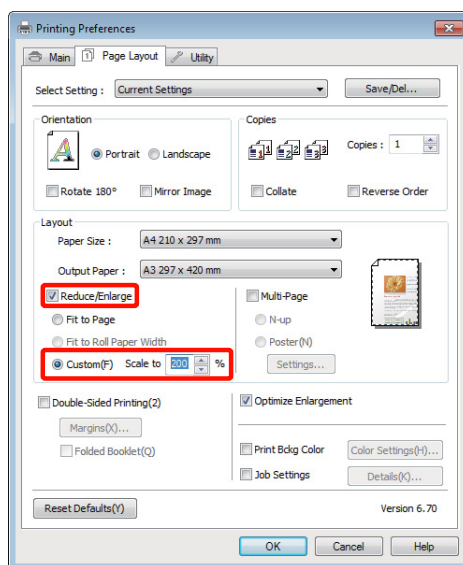 Printing Preferences
Main Page Layout Utility
Select Setting : Current Settings Save/Del...
Orientation Copies
Portrait Landscape Copies : 1
Rotate 180° Mirror Image Collate Reverse Order
Layout
Paper Size : A4 210 x 297 mm
Output Paper : A3 297 x 420 mm
Reduce/Enlarge Multi-Page
Fit to Page N-up
Fit to Roll Paper Width Poster(N)
Custom(F) Scale to 200 % Settings...
Double-Sided Printing(2) Optimize Enlargement
Margins(X)...
Folded Booklet(Q) Print Bckg Color Color Settings(H)...
Job Settings Details(K)...
Reset Defaults(Y) Version 6.70
OK Cancel Help